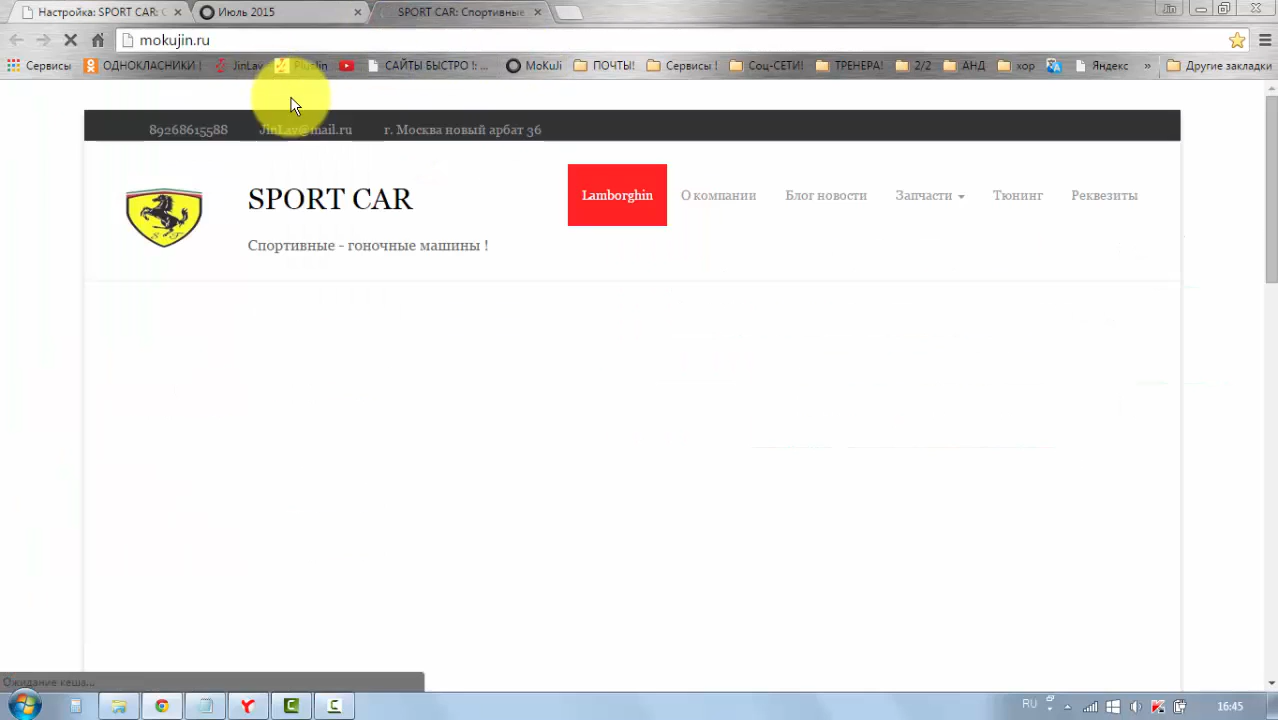 Настройка: SPORT CAR: С
Июль 2015
SPORT CAR: Спортивные
Jin
mokujin.ru
Сервисы
ОДНОКЛАСНИКИ !
JinLav
Piyslin
САЙТЫ БЫСТРО !: ...
MoKuJi
ПОЧТЫ!
Сервисы !
Соц-СЕТИ!
ТРЕНЕРА!
2/2
АНД
хор
Яндекс
»
Другие закладки
89268615588
JinLav@mail.ru
г. Москва новый арбат 36
SPORT CAR
Спортивные - гоночные машины !
Lamborghin
О компании
Блог новости
Запчасти
Тюнинг
Реквезиты
Ожидание кеша...
RU
16:45